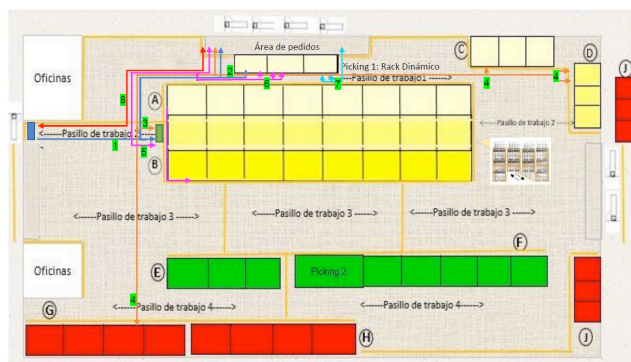 Área de pedidos
Oficinas
2
Picking 1: Rack Dinámico
C
D
J
8
6
7
-Pasillo de trabajo1
4
4
A
3
<----Pasillo de trabajo 2
1
5
B
<-----Pasillo de trabajo 2 ------>
<------Pasillo de trabajo 3 ------>
<------Pasillo de trabajo 3 ------>
<------Pasillo de trabajo 3 ------>
F
Oficinas
E
Picking 2
4
G
<-----Pasillo de trabajo 4------>
<-----Pasillo de trabajo 4------>
H
J